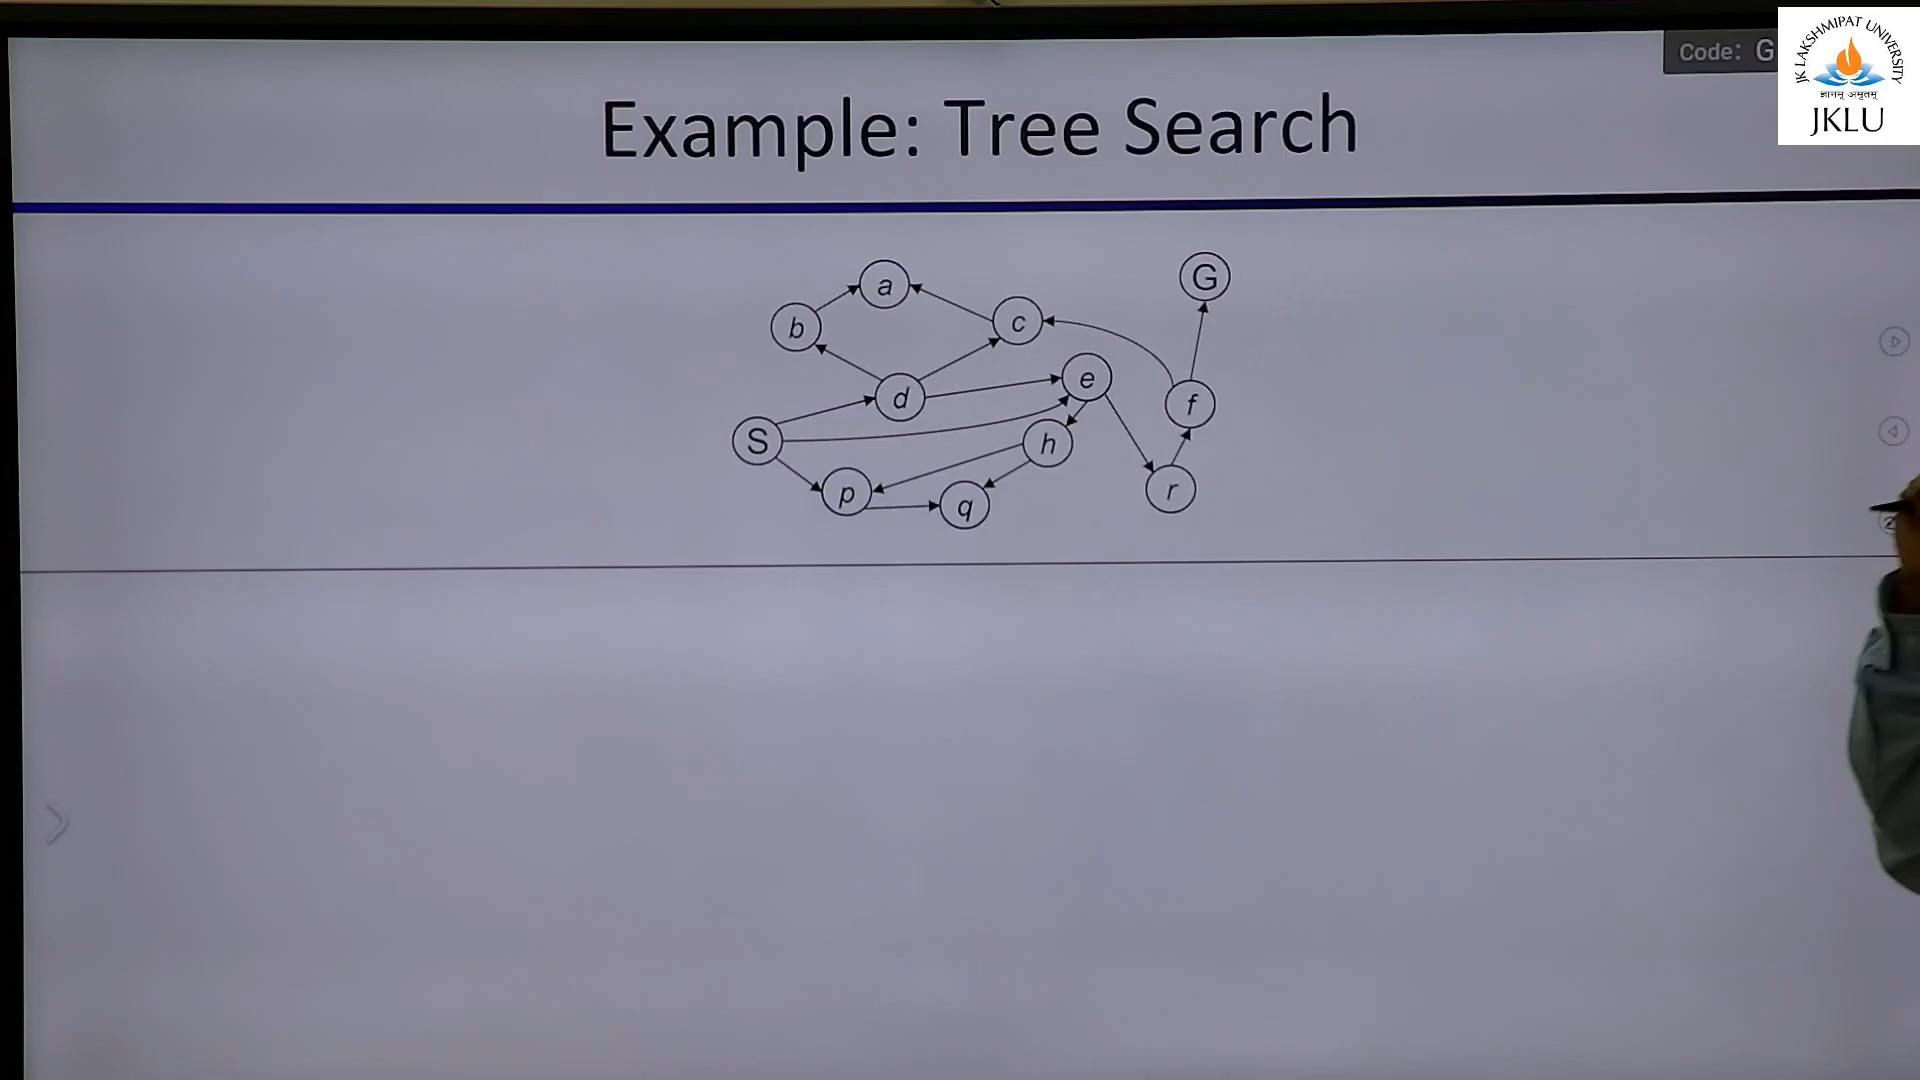 Code: G
JK LAKSHMIPAT UNIVERSITY
ज्ञानम् अमृतम्
JKLU
Example: Tree Search
G
a
c
b
e
d
f
S
h
p
q
r